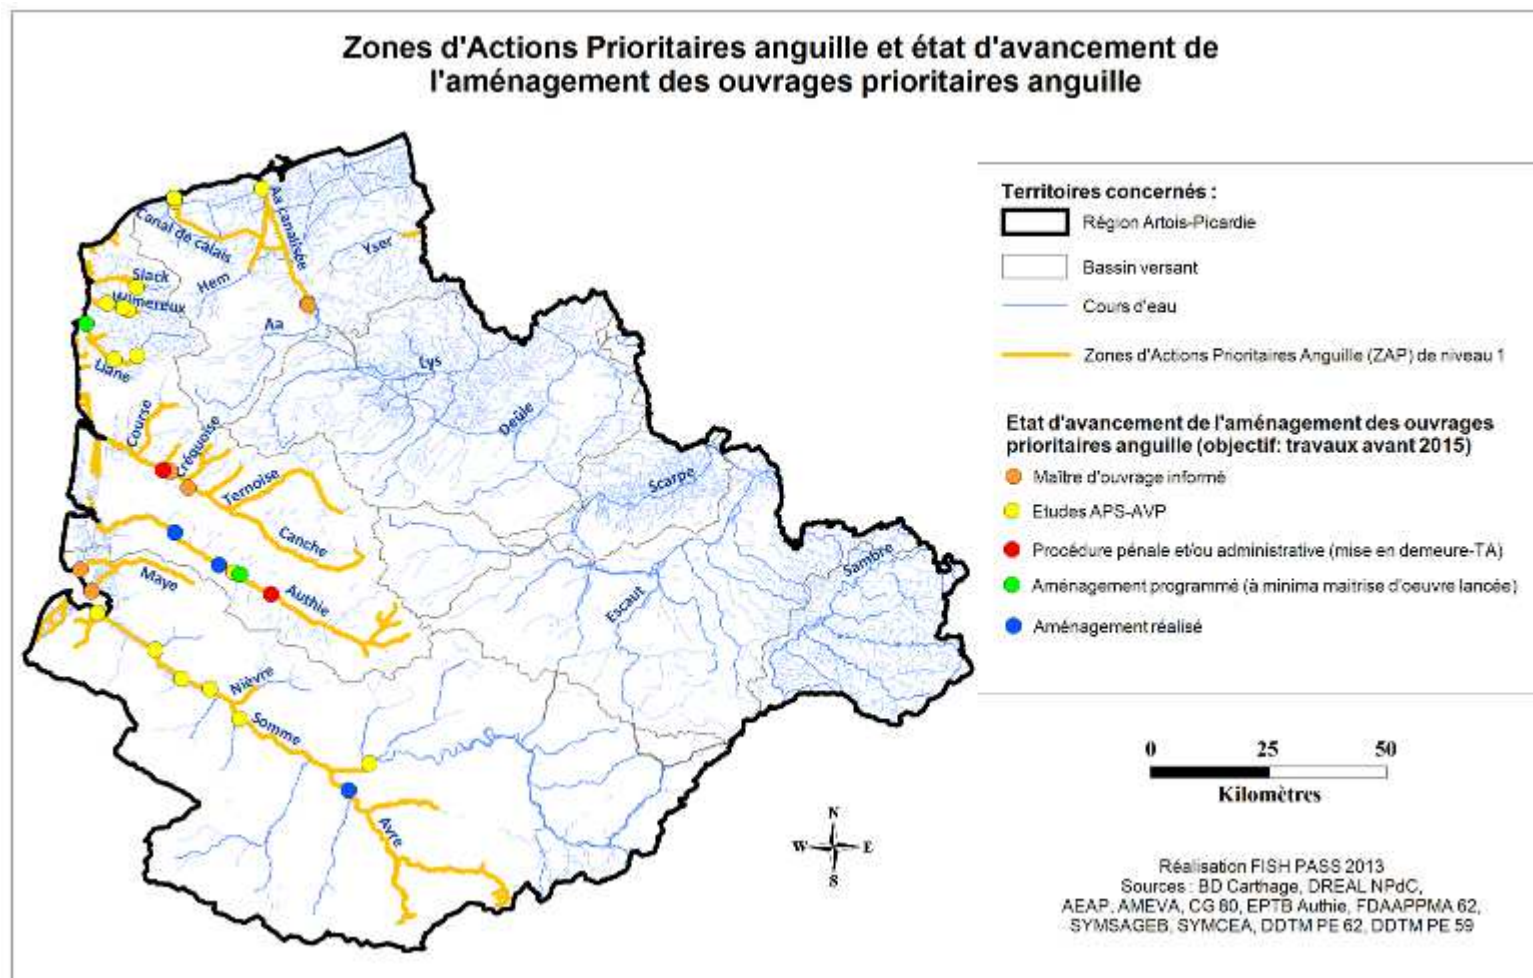 Zones d'Actions Prioritaires anguille et état d'avancement de
l'aménagement des ouvrages prioritaires anguille
Canal de calais
Aa canalisée
Yser
Slack
Hem
Wimereux
Aa
Liane
Lys
Course
Créquoise
Deûle
Ternoise
Scarpe
Canche
Sambre
Maye
Authie
Escaut
Nièvre
Somme
Avre
Territoires concernés :
Région Artois-Picardie
Bassin versant
Cours d'eau
Zones d'Actions Prioritaires Anguille (ZAP) de niveau 1
Etat d'avancement de l'aménagement des ouvrages
prioritaires anguille (objectif: travaux avant 2015)
Maître d'ouvrage informé
Etudes APS-AVP
Procédure pénale et/ou administrative (mise en demeure-TA)
Aménagement programmé (à minima maitrise d'oeuvre lancée)
Aménagement réalisé
0 25 50
Kilomètres
N
W E
S
Réalisation FISH PASS 2013
Sources : BD Carthage, DREAL NPdC,
AEAP, AMEVA, CG 80, EPTB Authie, FDAAPPMA 62,
SYMSAGEB, SYMCEA, DDTM PE 62, DDTM PE 59